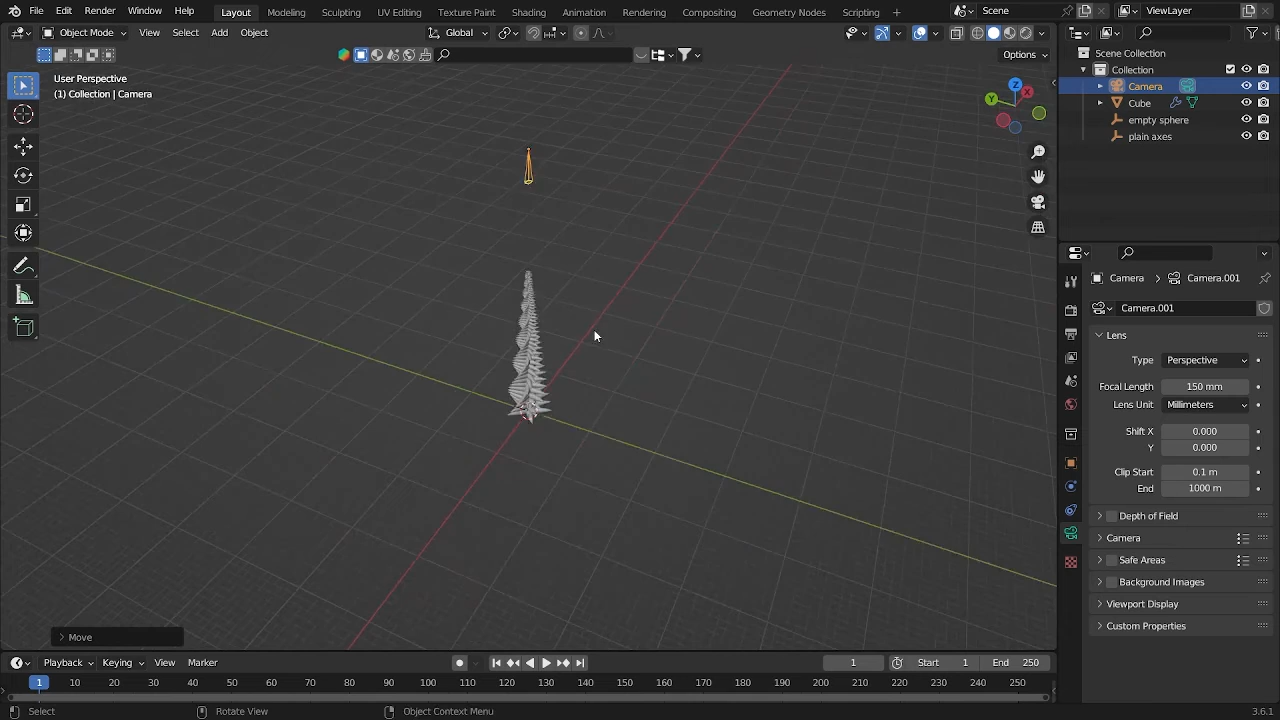 File Edit Render Window Help Layout Modeling Sculpting UV Editing Texture Paint Shading Animation Rendering Compositing Geometry Nodes Scripting + Scene ViewLayer
Object Mode View Select Add Object Global
Options
User Perspective
(1) Collection | Camera
Z
X
Y
Move
Scene Collection
Collection
Camera
Cube
empty sphere
plain axes
Camera Camera.001
Camera.001
Lens
Type Perspective
Focal Length 150 mm
Lens Unit Millimeters
Shift X 0.000
Y 0.000
Clip Start 0.1 m
End 1000 m
Depth of Field
Camera
Safe Areas
Background Images
Viewport Display
Custom Properties
Playback Keying View Marker 1 Start 1 End 250
1 10 20 30 40 50 60 70 80 90 100 110 120 130 140 150 160 170 180 190 200 210 220 230 240 250
Select Rotate View Object Context Menu 3.6.1